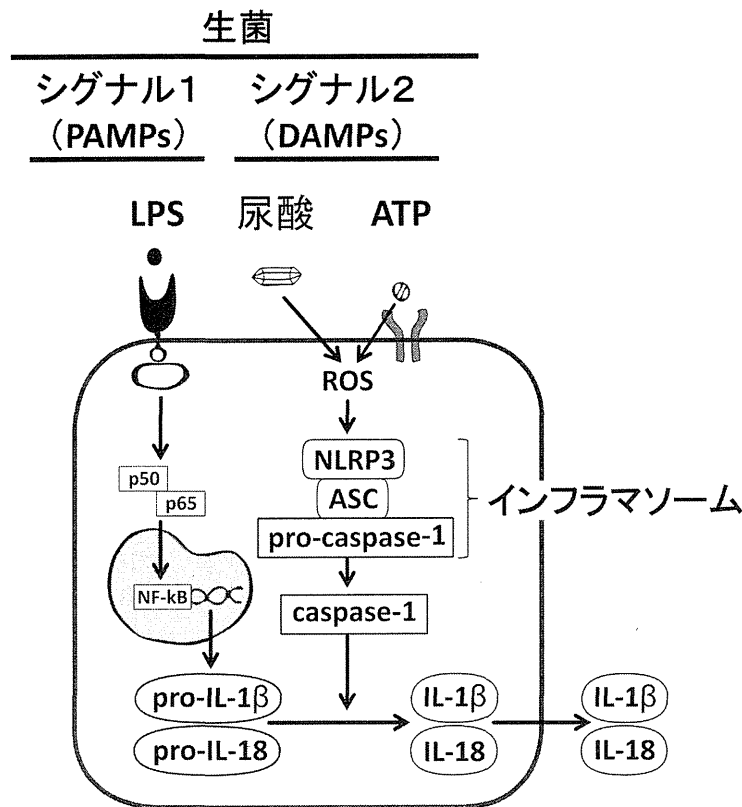 生菌
シグナル1 シグナル2
(PAMPs) (DAMPs)
LPS 尿酸 ATP
ROS
NLRP3
ASC
pro-caspase-1
インフラマソーム
p50
p65
NF-kB
caspase-1
pro-IL-1β IL-1β IL-1β
pro-IL-18 IL-18 IL-18